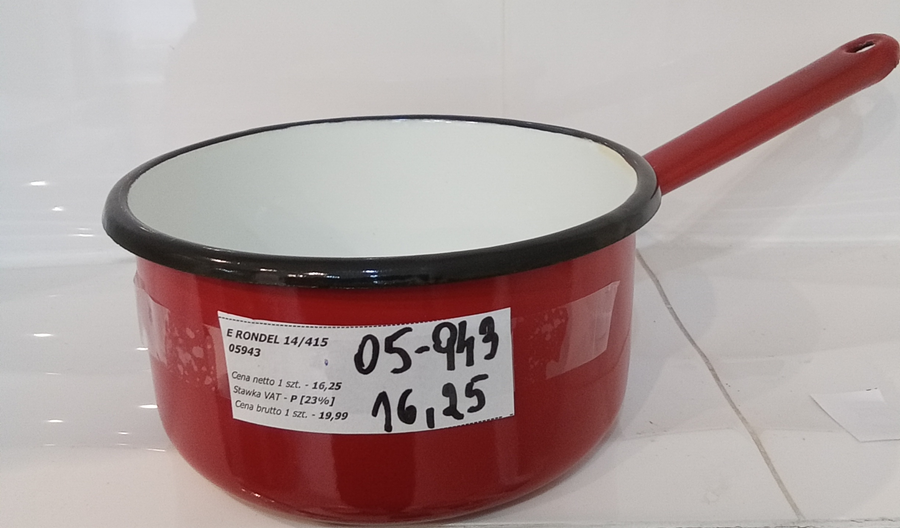 E RONDEL 14/415
05943
Cena netto 1 szt. - 16,25
Stawka VAT - P [23%]
Cena brutto 1 szt. - 19,99
05-943
16,25